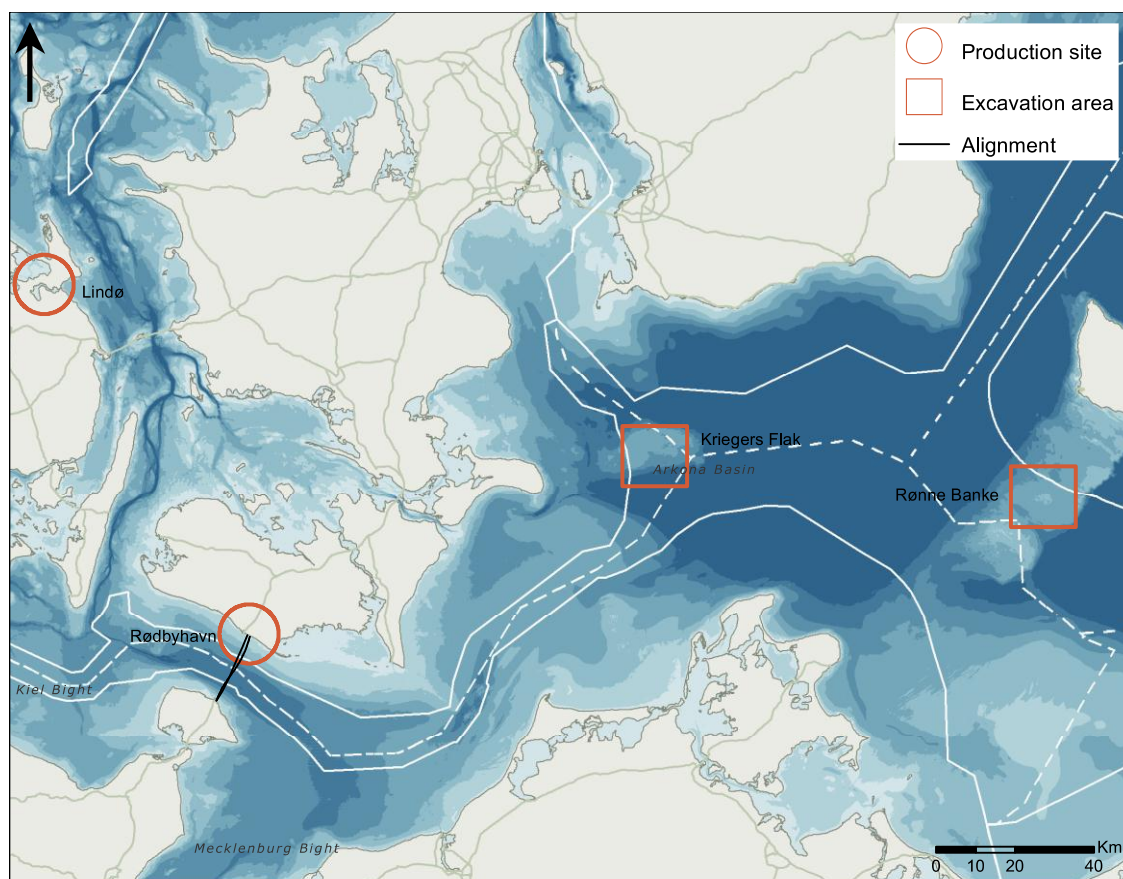 Production site
Excavation area
Alignment
Lindø
Kriegers Flak
Arkona Basin
Rønne Banke
Rødbyhavn
Kiel Bight
Mecklenburg Bight
Km
0 10 20 40